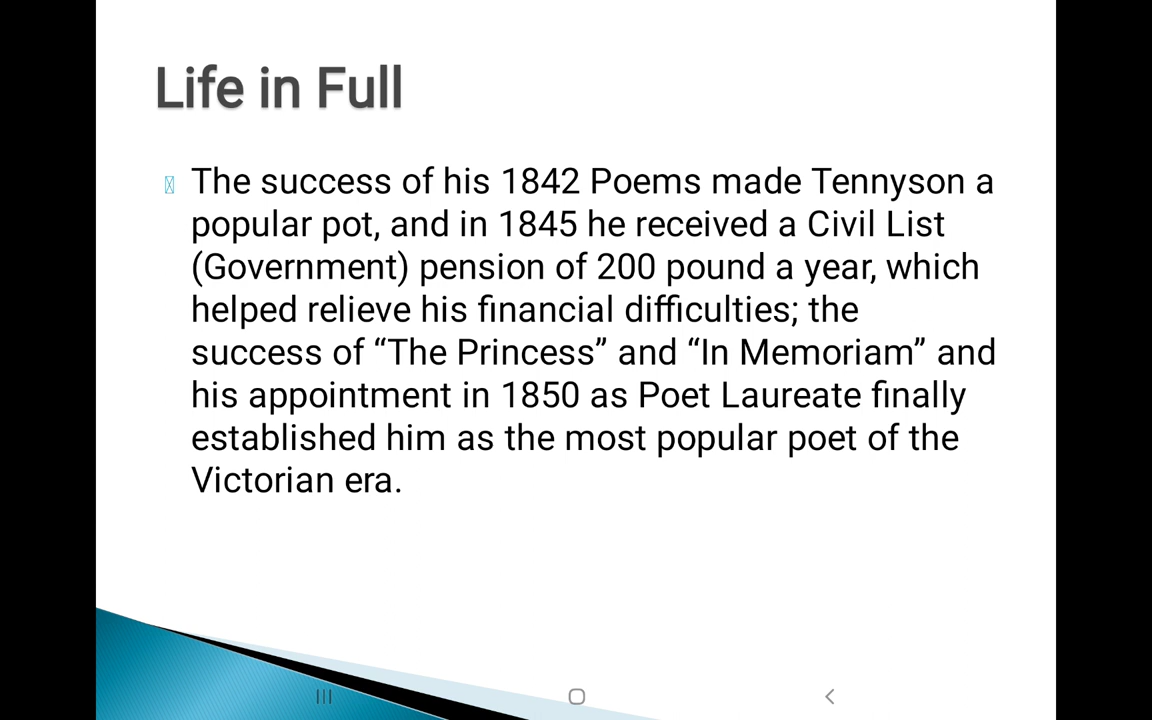 Life in Full
The success of his 1842 Poems made Tennyson a
popular pot, and in 1845 he received a Civil List
(Government) pension of 200 pound a year, which
helped relieve his financial difficulties; the
success of “The Princess” and “In Memoriam” and
his appointment in 1850 as Poet Laureate finally
established him as the most popular poet of the
Victorian era.